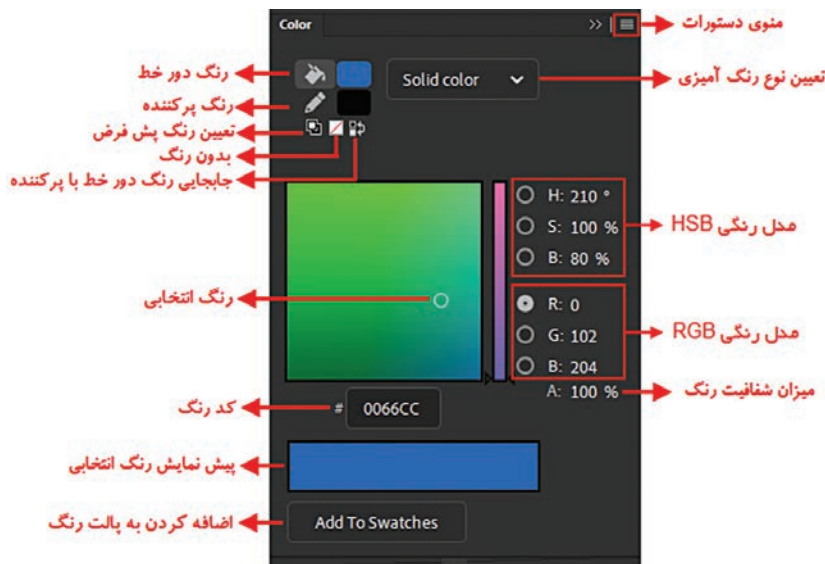 Color
منوی دستورات
رنگ دور خط
Solid color
تعیین نوع رنگ آمیزی
رنگ پرکننده
تعیین رنگ پش فرض
بدون رنگ
جابجایی رنگ دور خط با پرکننده
H: 210 °
S: 100 %
مدل رنگی HSB
B: 80 %
رنگ انتخابی
R: 0
G: 102
مدل رنگی RGB
B: 204
A: 100 %
میزان شفافیت رنگ
کد رنگ
# 0066CC
پیش نمایش رنگ انتخابی
Add To Swatches
اضافه کردن به پالت رنگ